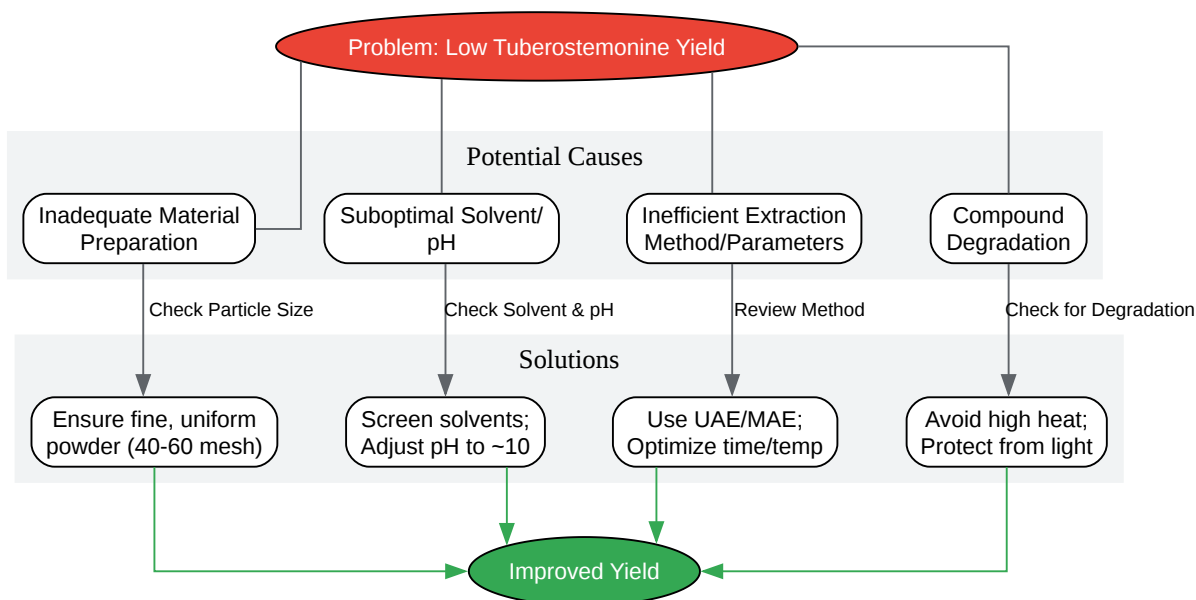 Problem: Low Tuberostemonine Yield
Potential Causes
Inadequate Material
Preparation
Suboptimal Solvent/
pH
Inefficient Extraction
Method/Parameters
Compound
Degradation
Check Particle Size
Check Solvent & pH
Review Method
Check for Degradation
Solutions
Ensure fine, uniform
powder (40-60 mesh)
Screen solvents;
Adjust pH to ~10
Use UAE/MAE;
Optimize time/temp
Avoid high heat;
Protect from light
Improved Yield